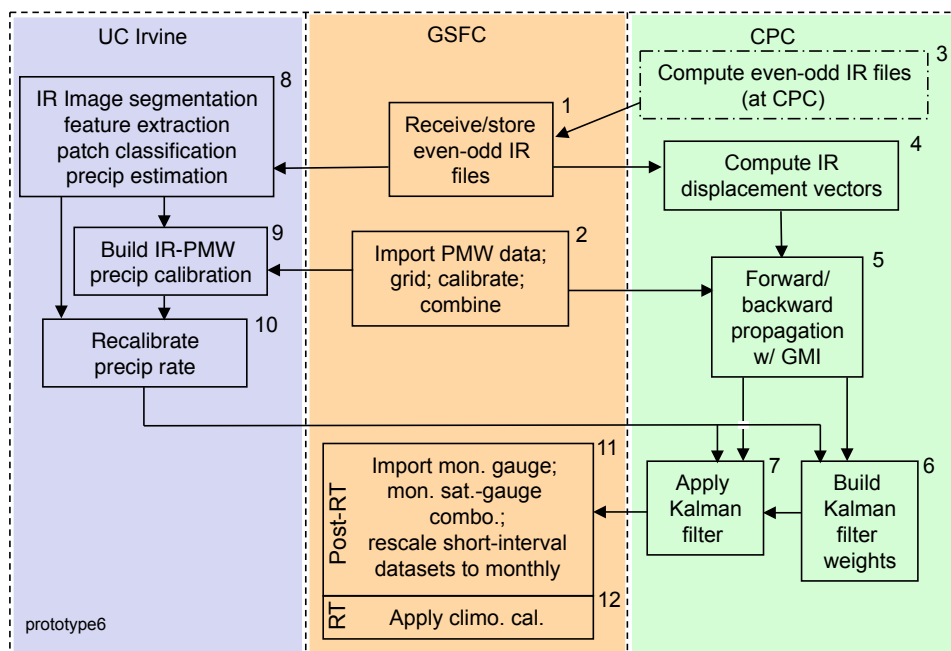 UC Irvine
GSFC
CPC
8
IR Image segmentation
feature extraction
patch classification
precip estimation
1
Receive/store
even-odd IR
files
3
Compute even-odd IR files
(at CPC)
4
Compute IR
displacement vectors
9
Build IR-PMW
precip calibration
2
Import PMW data;
grid; calibrate;
combine
5
Forward/
backward
propagation
w/ GMI
10
Recalibrate
precip rate
11
Post-RT
Import mon. gauge;
mon. sat.-gauge
combo.;
rescale short-interval
datasets to monthly
7
Apply
Kalman
filter
6
Build
Kalman
filter
weights
12
RT
Apply climo. cal.
prototype6